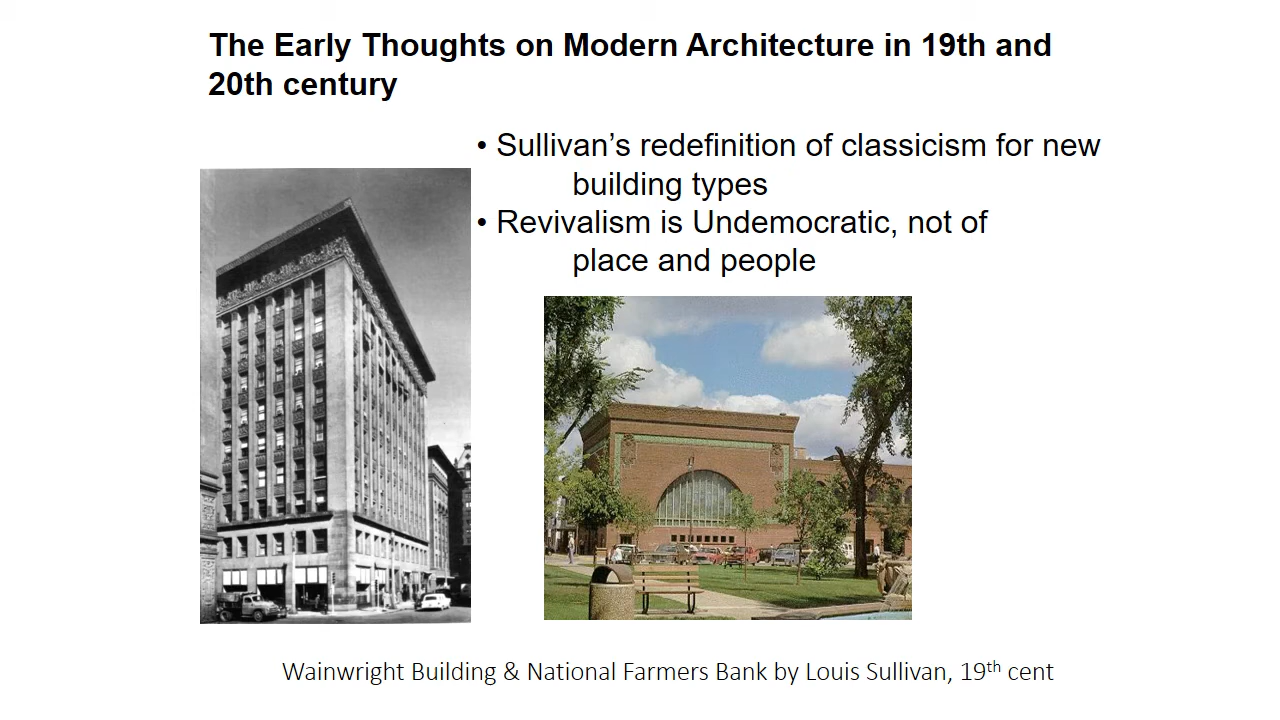 The Early Thoughts on Modern Architecture in 19th and
20th century
• Sullivan’s redefinition of classicism for new
building types
• Revivalism is Undemocratic, not of
place and people
Wainwright Building & National Farmers Bank by Louis Sullivan, 19th cent